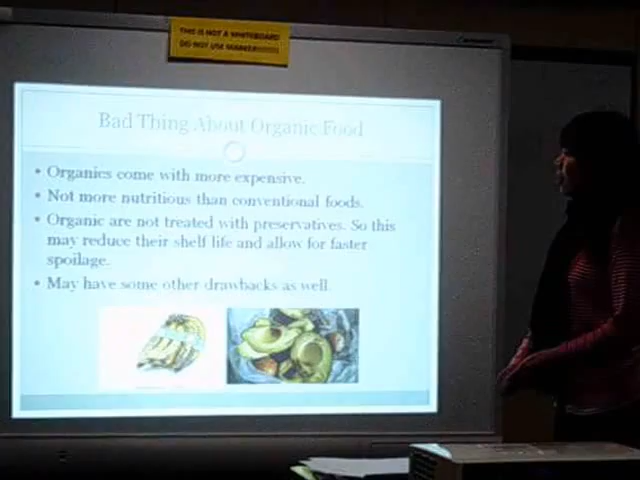 THIS IS NOT A WHITEBOARD
DO NOT USE MARKER!!!!!!!
Bad Thing About Organic Food
• Organics come with more expensive.
• Not more nutritious than conventional foods.
• Organic are not treated with preservatives. So this
may reduce their shelf life and allow for faster
spoilage.
• May have some other drawbacks as well.